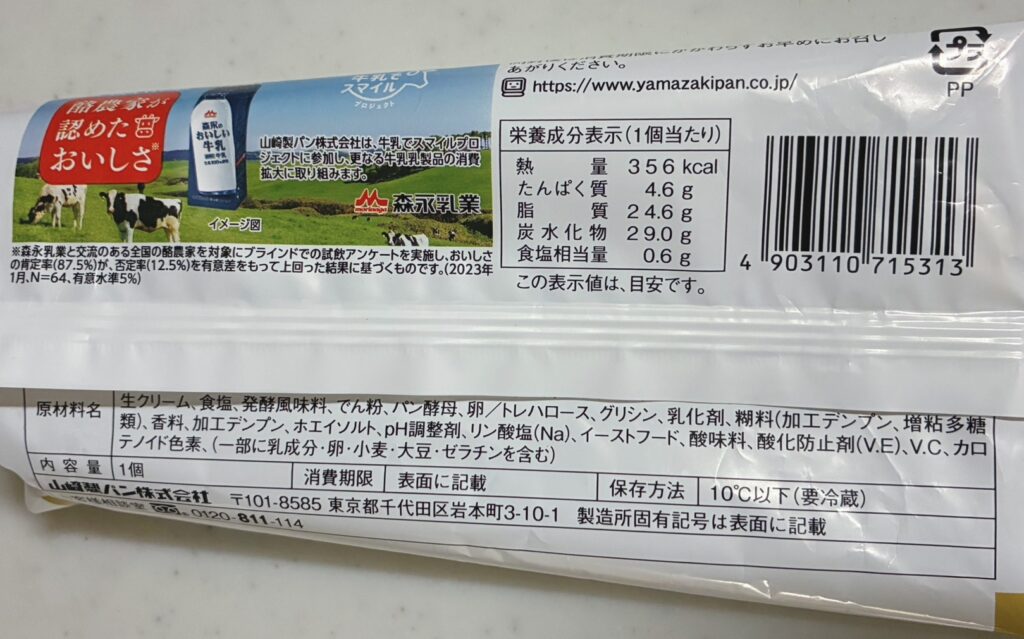 酪農家が
認めた
おいしさ※
森永の
おいしい
牛乳
牛乳で
スマイル
プロジェクト
山崎製パン株式会社は、牛乳でスマイルプロ
ジェクトに参加し、更なる牛乳乳製品の消費
拡大に取り組みます。
森永乳業
イメージ図
※森永乳業と交流のある全国の酪農家を対象にブラインドでの試飲アンケートを実施し、おいしさ
の肯定率(87.5%)が、否定率(12.5%)を有意差をもって上回った結果に基づくものです。(2023年
1月、N=64、有意水準5%)
かかわらずお早めにお召し
あがりください。
https://www.yamazakipan.co.jp/
プラ
PP
栄養成分表示(1個当たり)
熱量 356 kcal
たんぱく質 4.6 g
脂質 24.6 g
炭水化物 29.0 g
食塩相当量 0.6 g
この表示値は、目安です。
4 903110 715313
原材料名
生クリーム、食塩、発酵風味料、でん粉、パン酵母、卵／トレハロース、グリシン、乳化剤、糊料(加工デンプン、増粘多糖
類)、香料、加工デンプン、ホエイソルト、pH調整剤、リン酸塩(Na)、イーストフード、酸味料、酸化防止剤(V.E)、V.C、カロ
テノイド色素、(一部に乳成分・卵・小麦・大豆・ゼラチンを含む)
内容量 1個 消費期限 表面に記載 保存方法 10℃以下(要冷蔵)
山崎製パン株式会社 〒101-8585 東京都千代田区岩本町3-10-1 製造所固有記号は表面に記載
0120-811-114